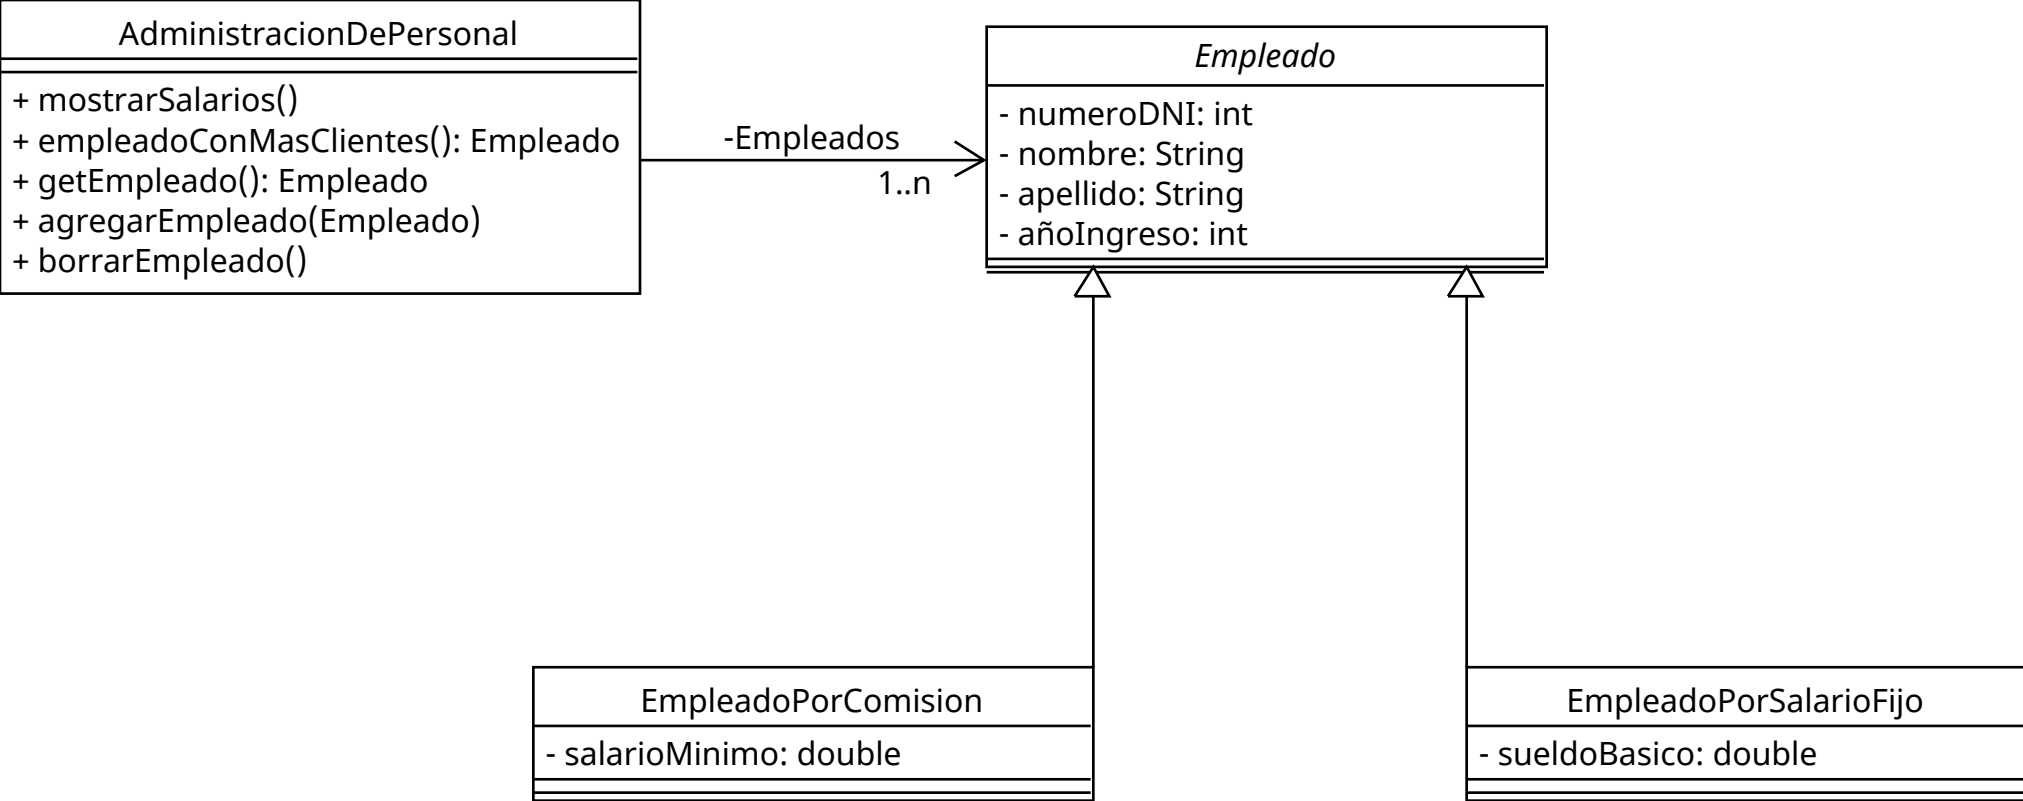 AdministracionDePersonal
+ mostrarSalarios()
+ empleadoConMasClientes(): Empleado
+ getEmpleado(): Empleado
+ agregarEmpleado(Empleado)
+ borrarEmpleado()
-Empleados
1..n
Empleado
- numeroDNI: int
- nombre: String
- apellido: String
- añoIngreso: int
EmpleadoPorComision
- salarioMinimo: double
EmpleadoPorSalarioFijo
- sueldoBasico: double